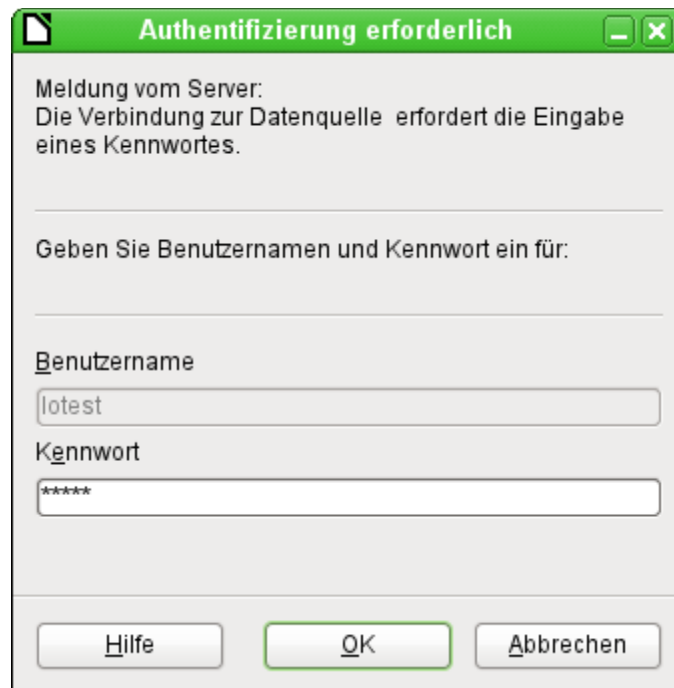 Authentifizierung erforderlich
Meldung vom Server:
Die Verbindung zur Datenquelle  erfordert die Eingabe
eines Kennwortes.
Geben Sie Benutzernamen und Kennwort ein für:
Benutzername
lotest
Kennwort
*****
Hilfe OK Abbrechen